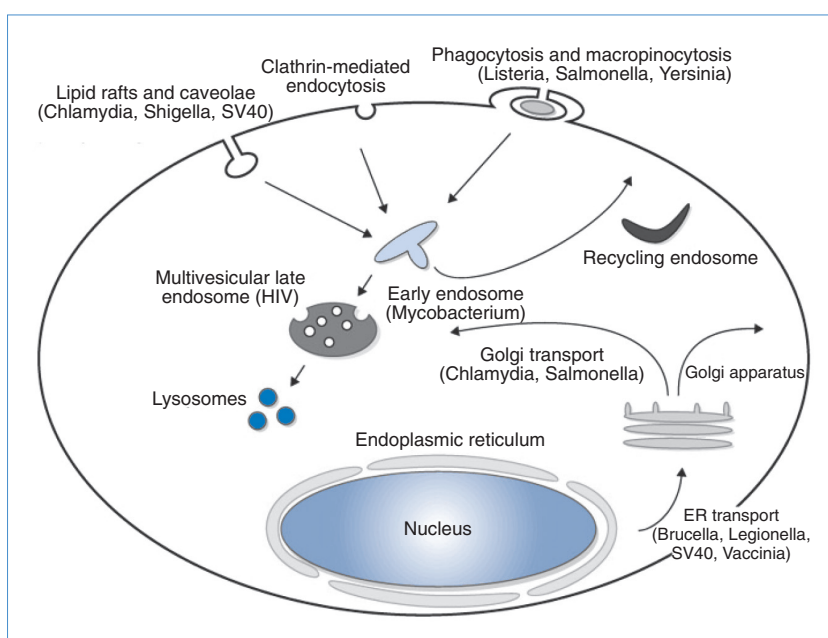 Phagocytosis and macropinocytosis
(Listeria, Salmonella, Yersinia)
Clathrin-mediated
endocytosis
Lipid rafts and caveolae
(Chlamydia, Shigella, SV40)
Recycling endosome
Multivesicular late
endosome (HIV)
Early endosome
(Mycobacterium)
Golgi transport
(Chlamydia, Salmonella)
Golgi apparatus
Lysosomes
Endoplasmic reticulum
Nucleus
ER transport
(Brucella, Legionella,
SV40, Vaccinia)